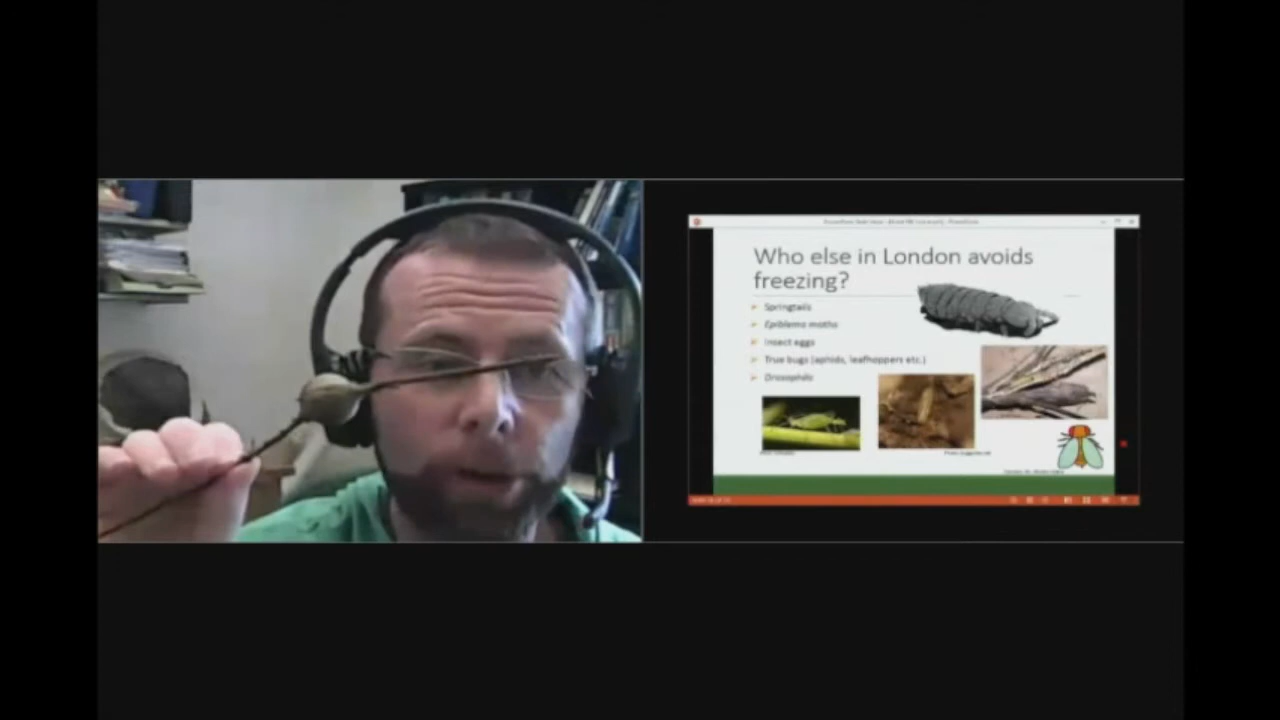 Who else in London avoids
freezing?
Springtails
Epiblema moths
Insect eggs
True bugs (aphids, leafhoppers etc.)
Drosophila